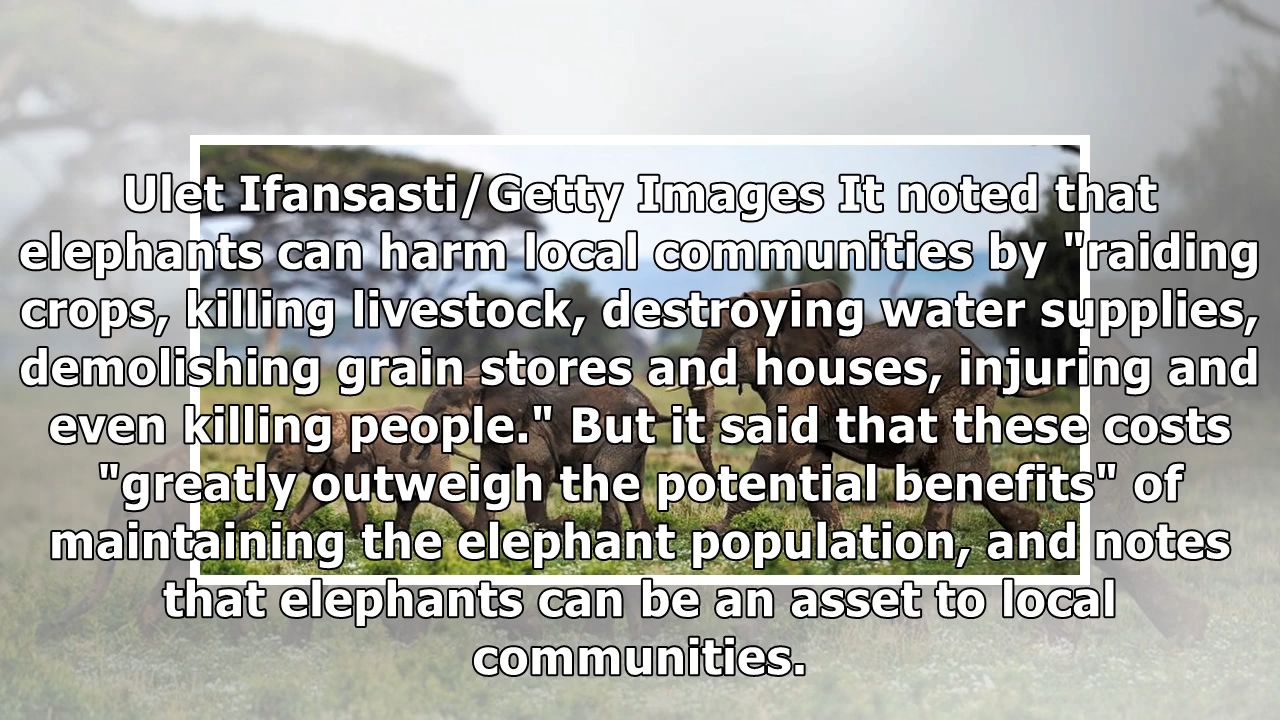 Ulet Ifansasti/Getty Images It noted that
elephants can harm local communities by "raiding
crops, killing livestock, destroying water supplies,
demolishing grain stores and houses, injuring and
even killing people." But it said that these costs
"greatly outweigh the potential benefits" of
maintaining the elephant population, and notes
that elephants can be an asset to local
communities.